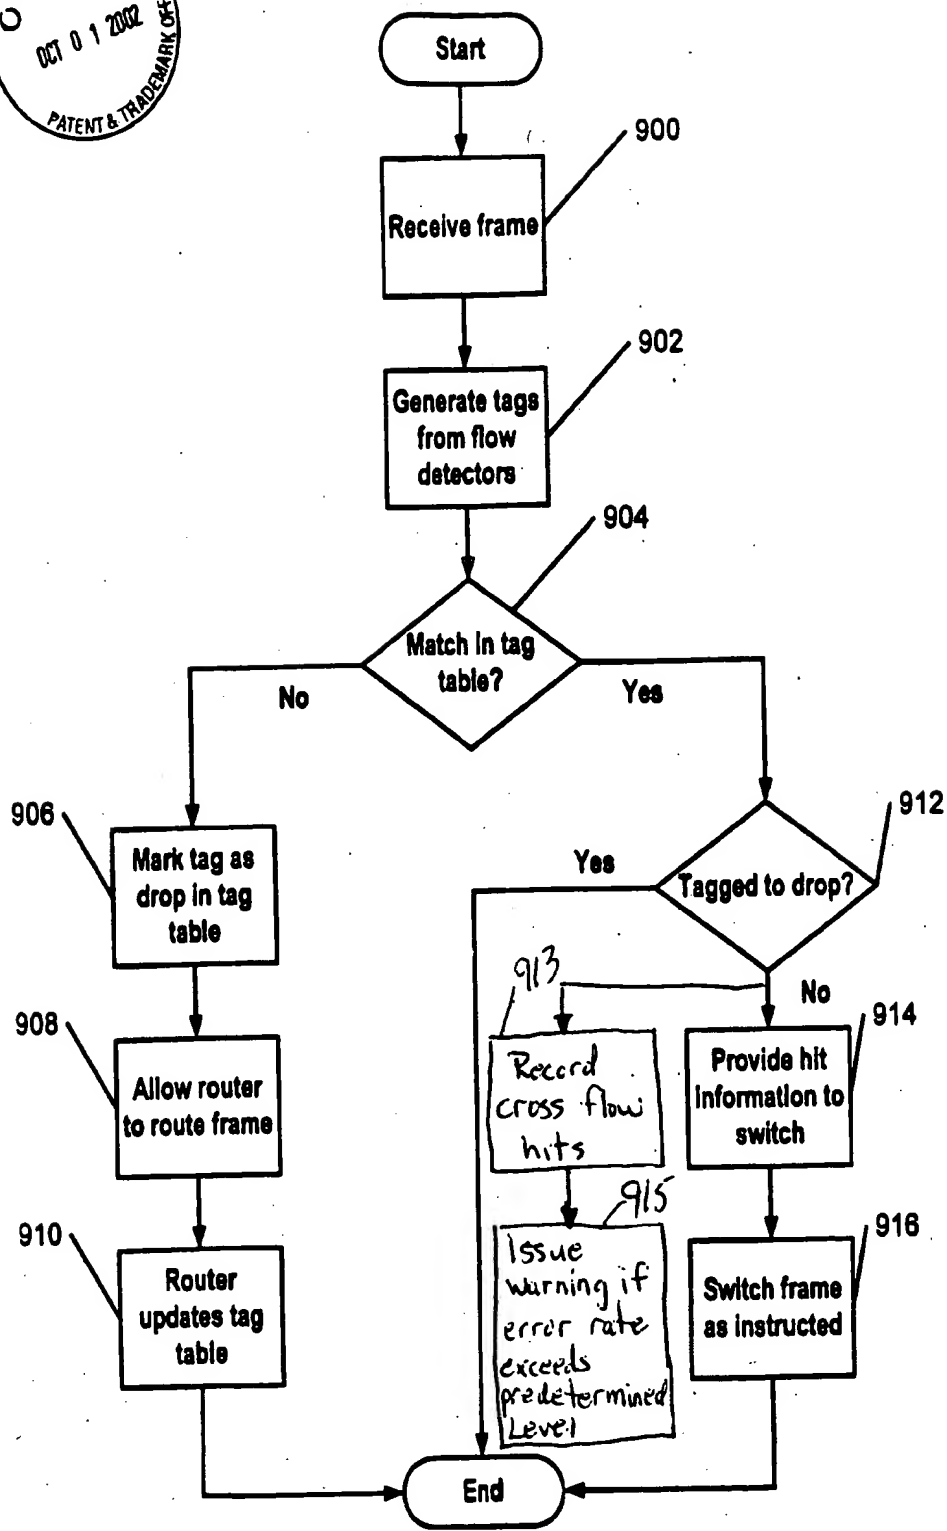 C
OCT 0 1 2002
PATENT & TRADEMARK OFF
Start
900
Receive frame
902
Generate tags
from flow
detectors
904
Match in tag
table?
No
Yes
906
Mark tag as
drop in tag
table
912
Tagged to drop?
Yes
No
908
Allow router
to route frame
913
Record
cross flow
hits
914
Provide hit
information to
switch
910
Router
updates tag
table
915
Issue
warning if
error rate
exceeds
predetermined
Level
916
Switch frame
as instructed
End